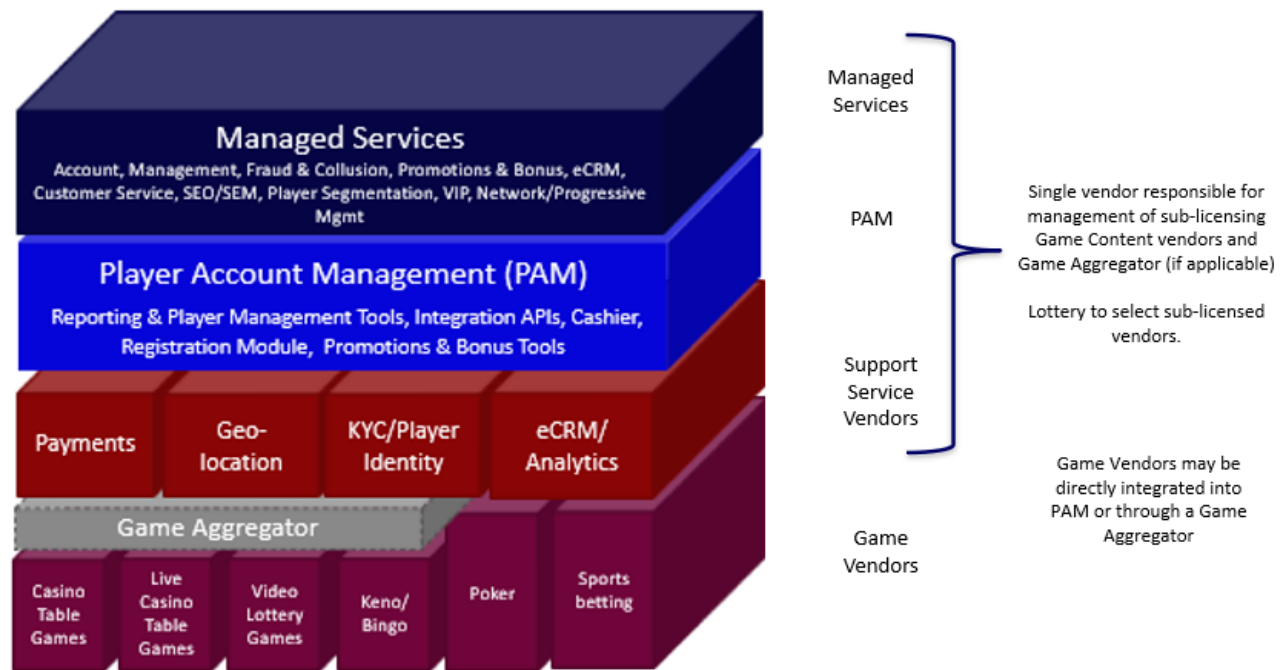 Managed Services
Account, Management, Fraud & Collusion, Promotions & Bonus, eCRM,
Customer Service, SEO/SEM, Player Segmentation, VIP, Network/Progressive
Mgmt
Player Account Management (PAM)
Reporting & Player Management Tools, Integration APIs, Cashier,
Registration Module, Promotions & Bonus Tools
Payments
Geo-
location
KYC/Player
Identity
eCRM/
Analytics
Game Aggregator
Casino
Table
Games
Live
Casino
Table
Games
Video
Lottery
Games
Keno/
Bingo
Poker
Sports
betting
Managed
Services
PAM
Support
Service
Vendors
Game
Vendors
Single vendor responsible for
management of sub-licensing
Game Content vendors and
Game Aggregator (if applicable)
Lottery to select sub-licensed
vendors.
Game Vendors may be
directly integrated into
PAM or through a Game
Aggregator